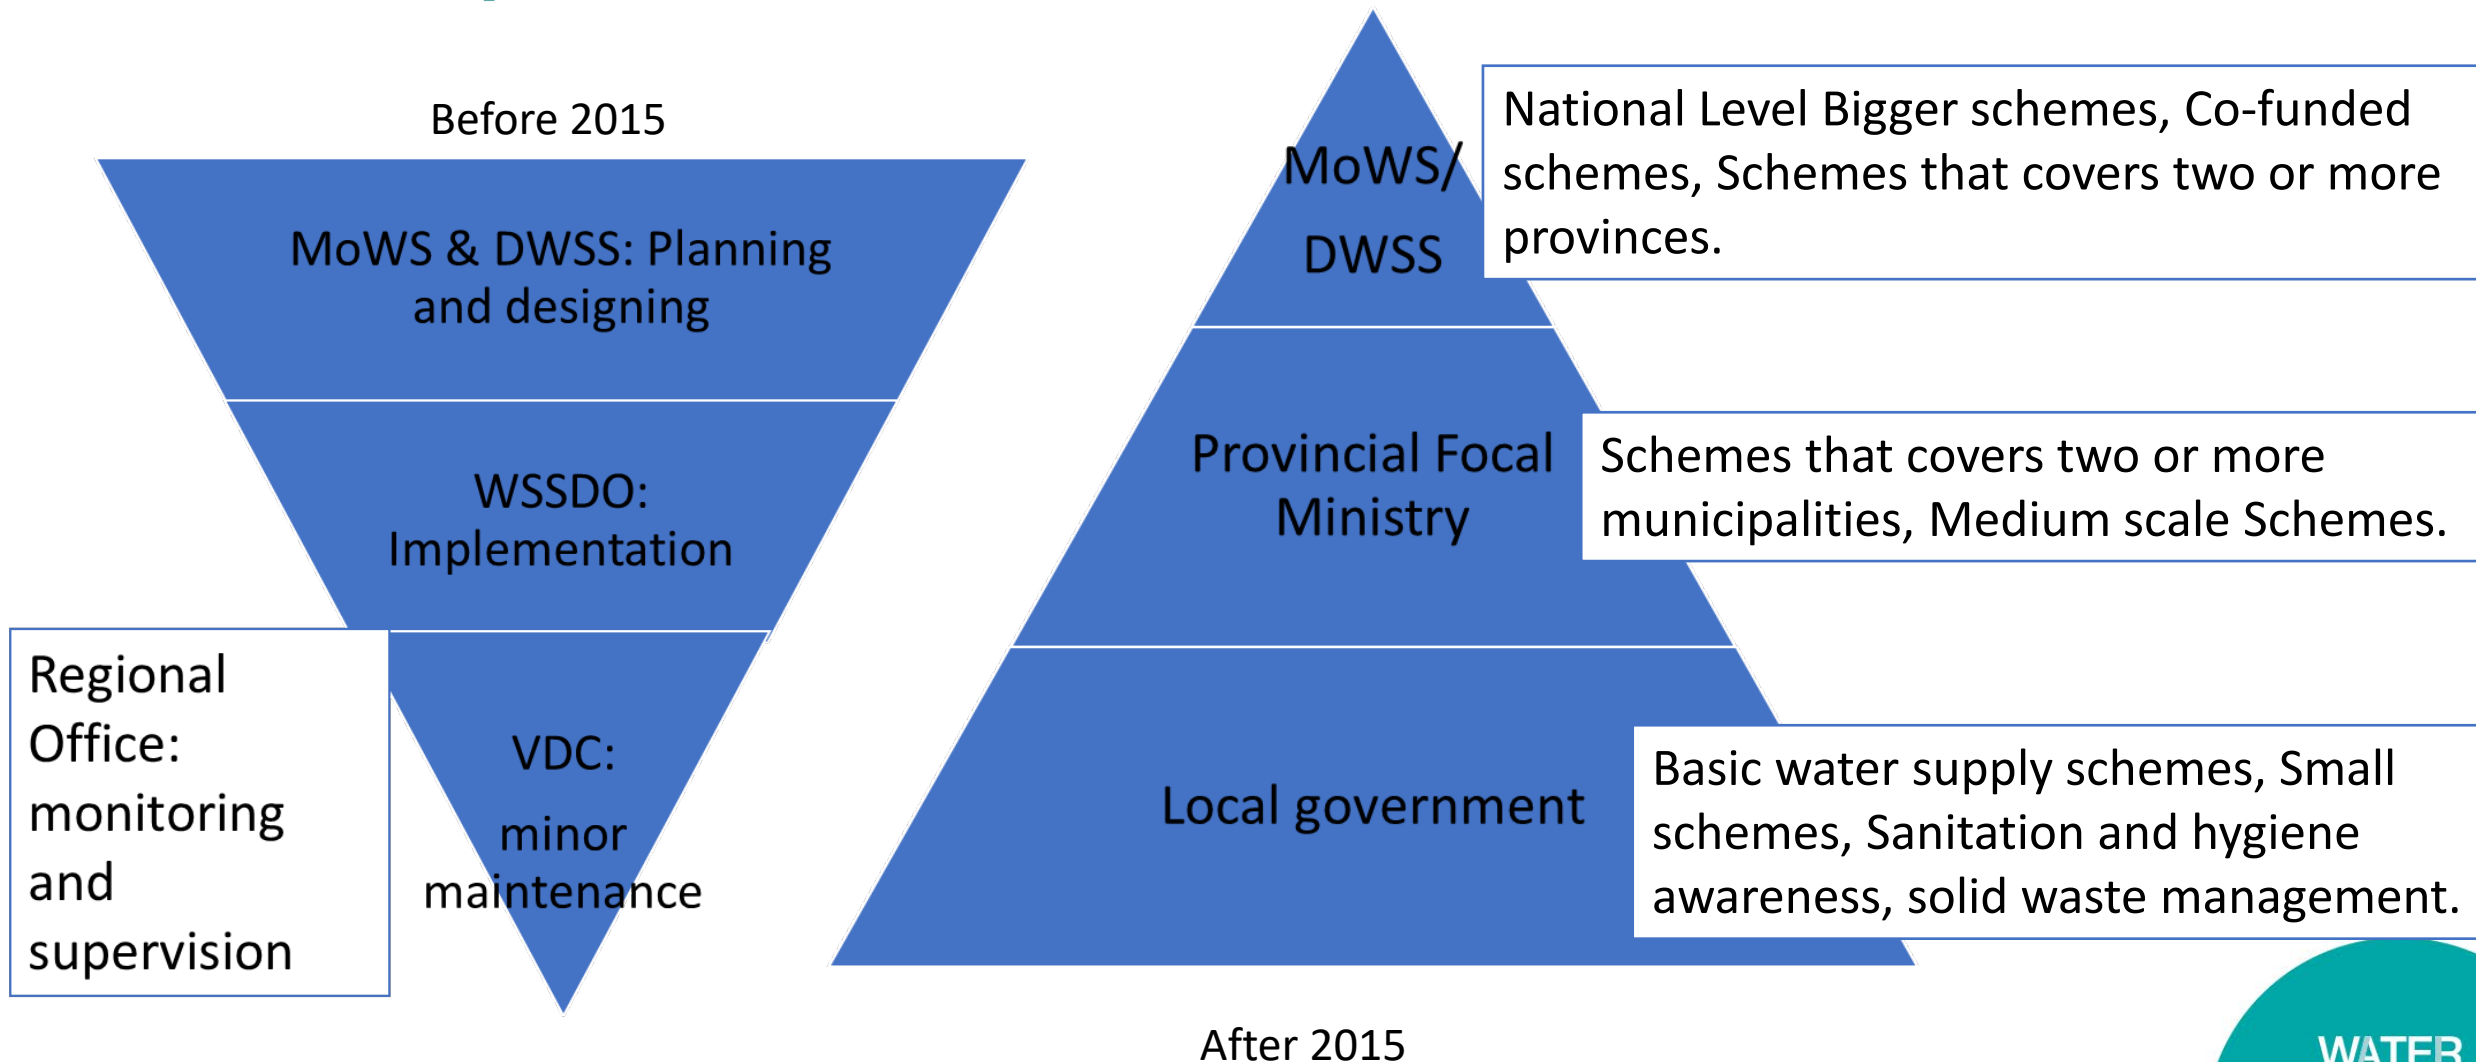 Before 2015
MoWS & DWSS: Planning
and designing
WSSDO:
Implementation
VDC:
minor
maintenance
Regional
Office:
monitoring
and
supervision
MoWS/
DWSS
National Level Bigger schemes, Co-funded
schemes, Schemes that covers two or more
provinces.
Provincial Focal
Ministry
Schemes that covers two or more
municipalities, Medium scale Schemes.
Local government
Basic water supply schemes, Small
schemes, Sanitation and hygiene
awareness, solid waste management.
After 2015
WATER